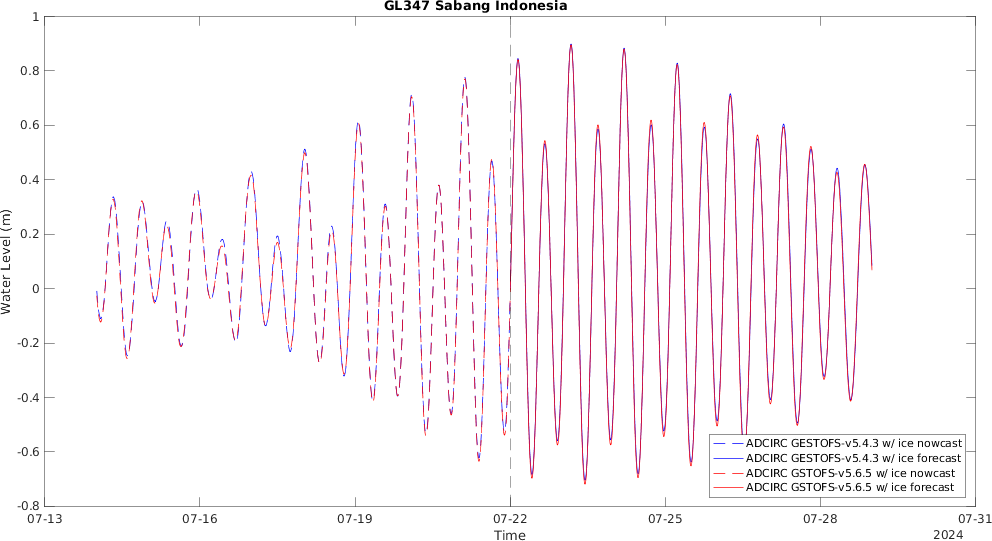 GL347 Sabang Indonesia
1
0.8
0.6
0.4
0.2
0
-0.2
-0.4
-0.6
-0.8
Water Level (m)
ADCIRC GESTOFS-v5.4.3 w/ ice nowcast
ADCIRC GESTOFS-v5.4.3 w/ ice forecast
ADCIRC GSTOFS-v5.6.5 w/ ice nowcast
ADCIRC GSTOFS-v5.6.5 w/ ice forecast
07-13 07-16 07-19 07-22 07-25 07-28 07-31
Time
2024